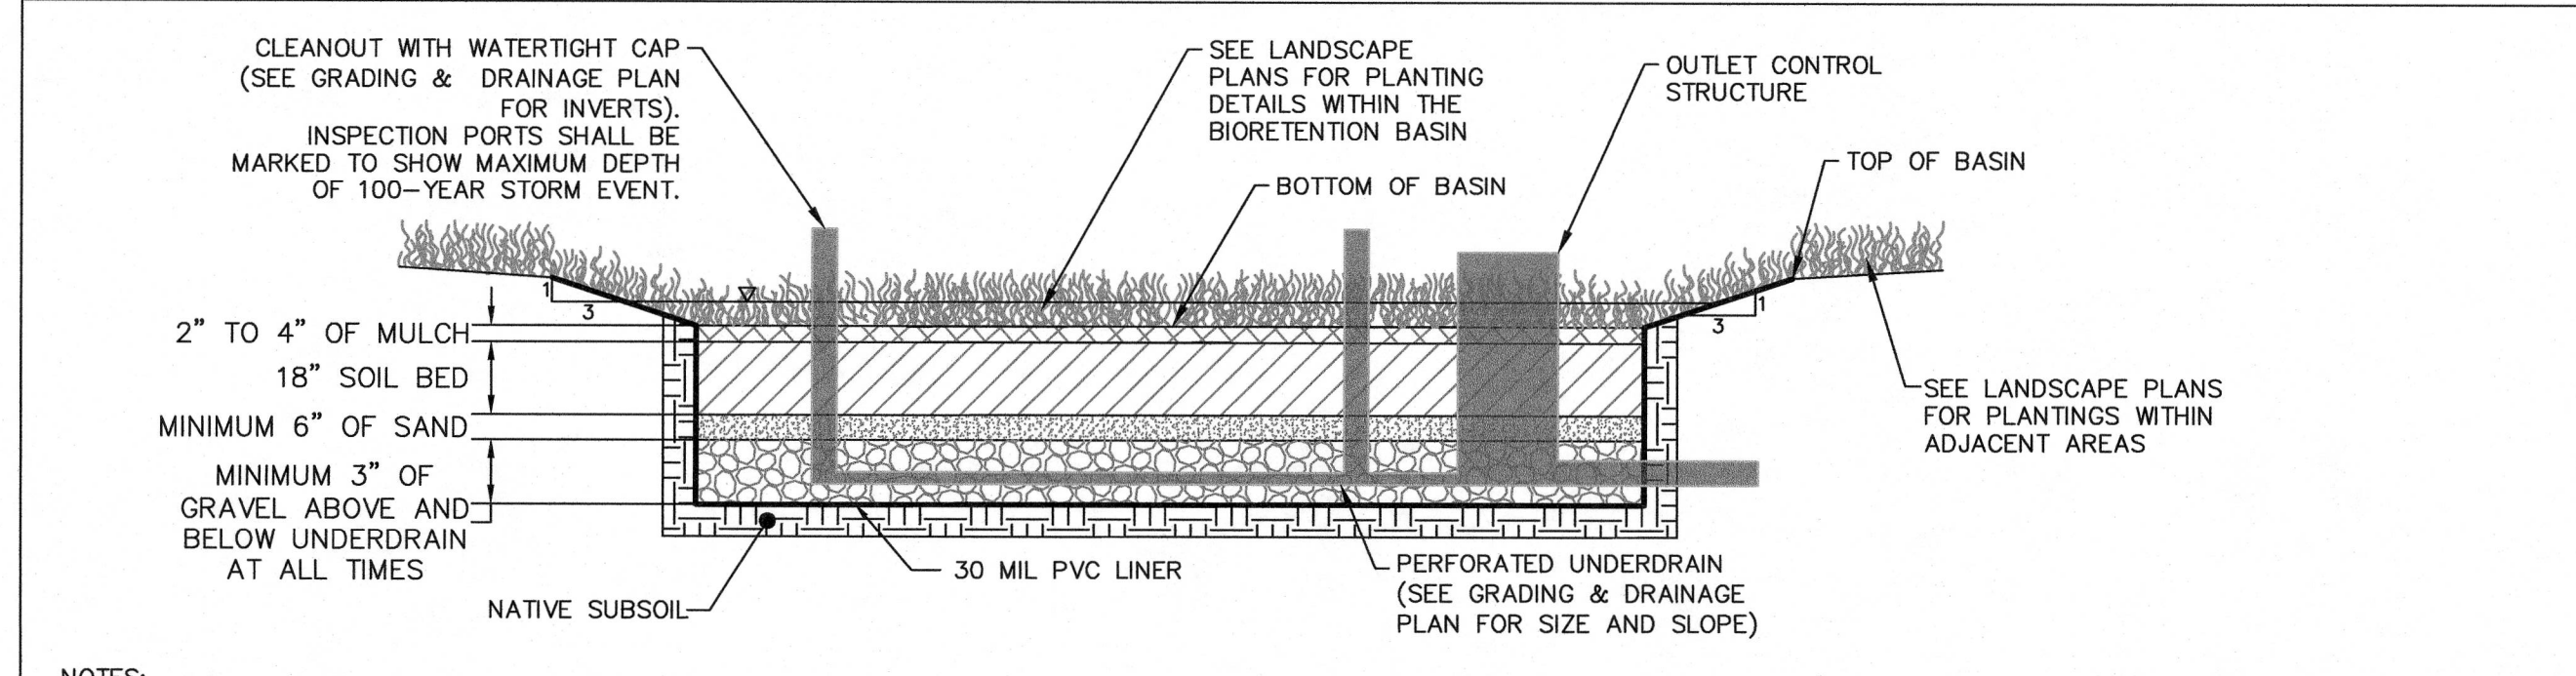 CLEANOUT WITH WATERTIGHT CAP
(SEE GRADING & DRAINAGE PLAN
FOR INVERTS).
INSPECTION PORTS SHALL BE
MARKED TO SHOW MAXIMUM DEPTH
OF 100-YEAR STORM EVENT.
SEE LANDSCAPE
PLANS FOR PLANTING
DETAILS WITHIN THE
BIORETENTION BASIN
BOTTOM OF BASIN
OUTLET CONTROL
STRUCTURE
TOP OF BASIN
1
3
1
3
2" TO 4" OF MULCH
18" SOIL BED
MINIMUM 6" OF SAND
MINIMUM 3" OF
GRAVEL ABOVE AND
BELOW UNDERDRAIN
AT ALL TIMES
SEE LANDSCAPE PLANS
FOR PLANTINGS WITHIN
ADJACENT AREAS
NATIVE SUBSOIL
30 MIL PVC LINER
PERFORATED UNDERDRAIN
(SEE GRADING & DRAINAGE
PLAN FOR SIZE AND SLOPE)
NOTES: